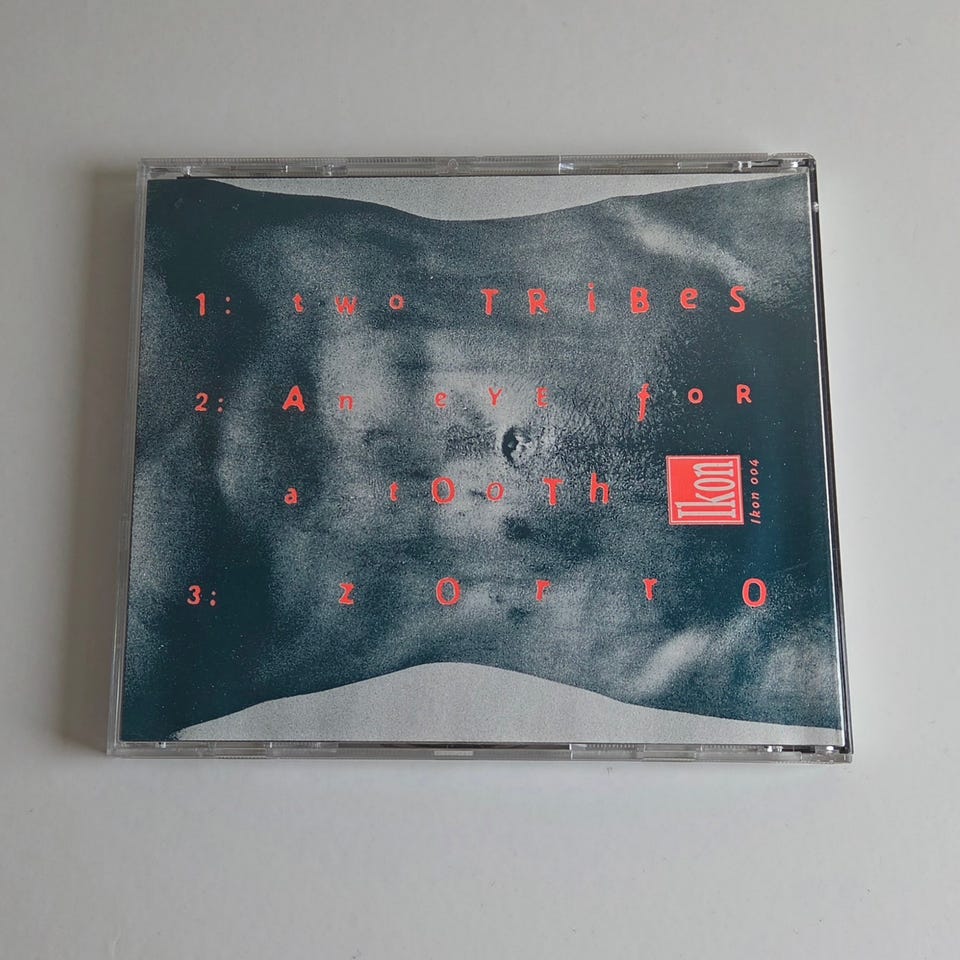 1: two TRiBeS
2: An eYE foR
a tOoTh
Ikon
Ikon 004
3: zOrrO